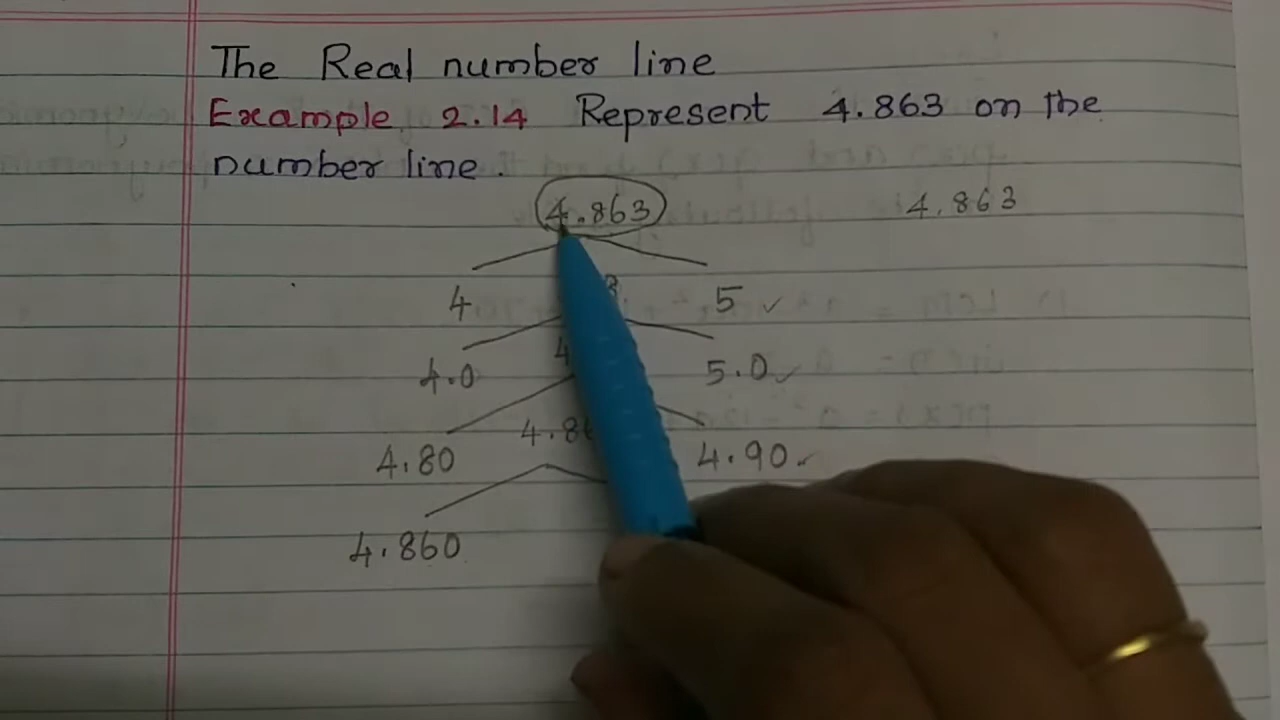 The Real number line
Example 2.14 Represent 4.863 on the
number line.
4.863 4.863
4 5
4.0 5.0
4.80 4.90
4.860